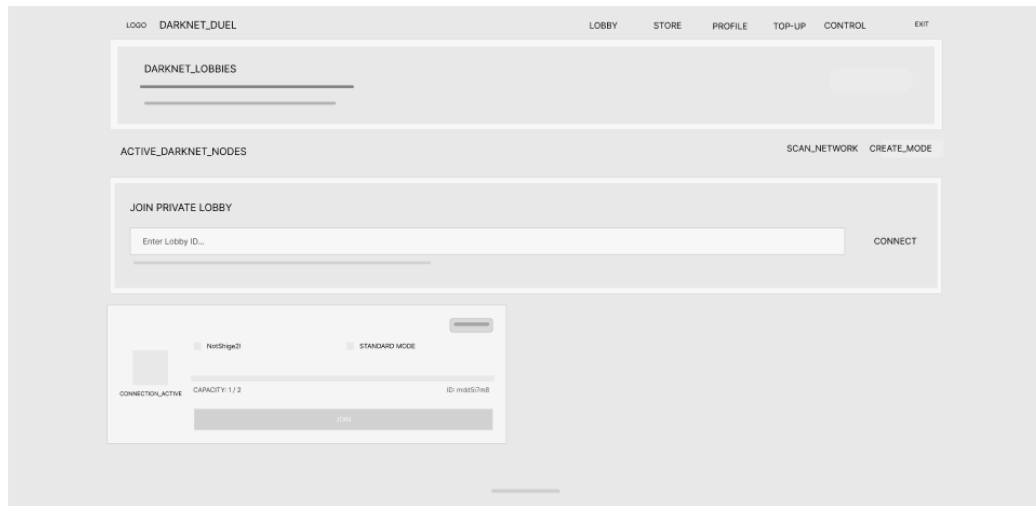 LOGO DARKNET_DUEL LOBBY STORE PROFILE TOP-UP CONTROL EXIT
DARKNET_LOBBIES
ACTIVE_DARKNET_NODES SCAN_NETWORK CREATE_MODE
JOIN PRIVATE LOBBY
Enter Lobby ID... CONNECT
NotShige2! STANDARD MODE
CONNECTION_ACTIVE CAPACITY: 1 / 2 ID: mdd5i7m8
JOIN